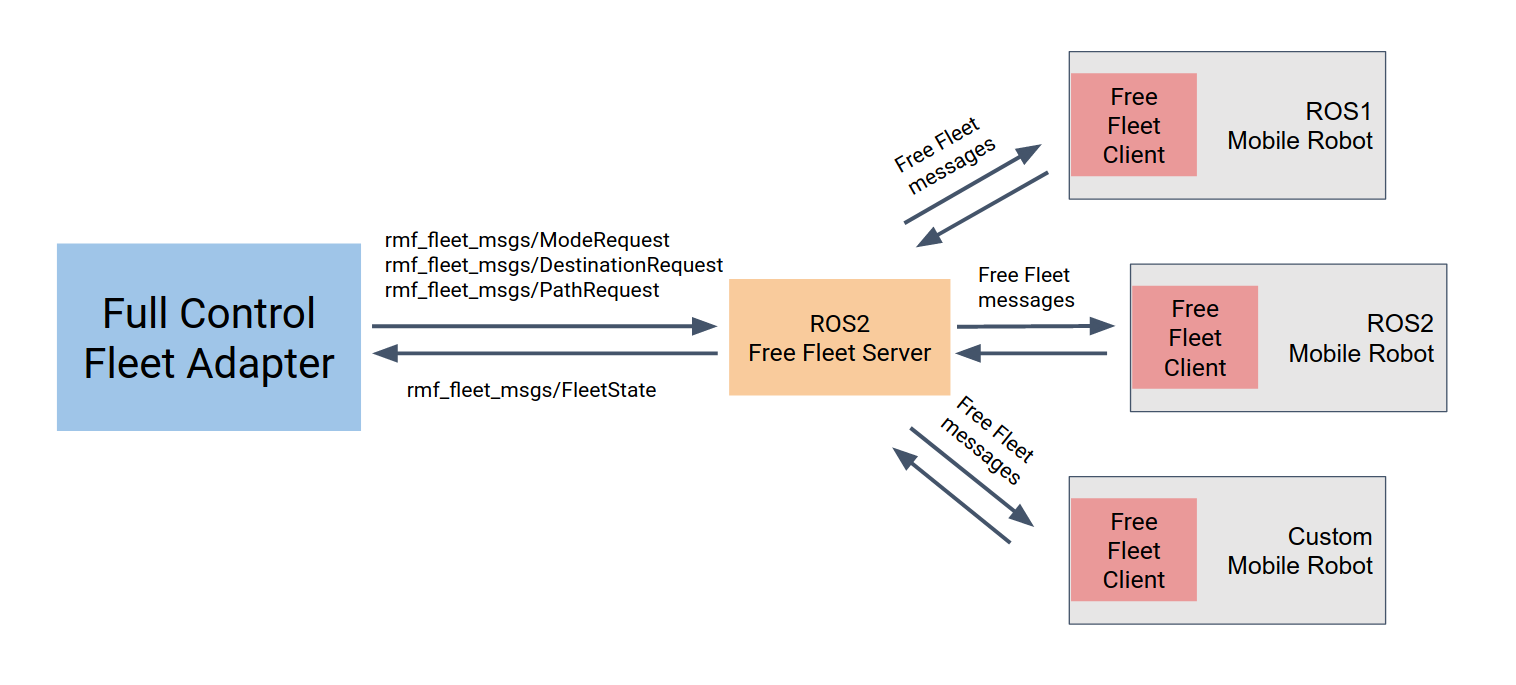 Full Control
Fleet Adapter
rmf_fleet_msgs/ModeRequest
rmf_fleet_msgs/DestinationRequest
rmf_fleet_msgs/PathRequest
rmf_fleet_msgs/FleetState
ROS2
Free Fleet Server
Free Fleet
messages
Free
Fleet
Client
ROS1
Mobile Robot
Free Fleet
messages
Free
Fleet
Client
ROS2
Mobile Robot
Free Fleet
messages
Free
Fleet
Client
Custom
Mobile Robot